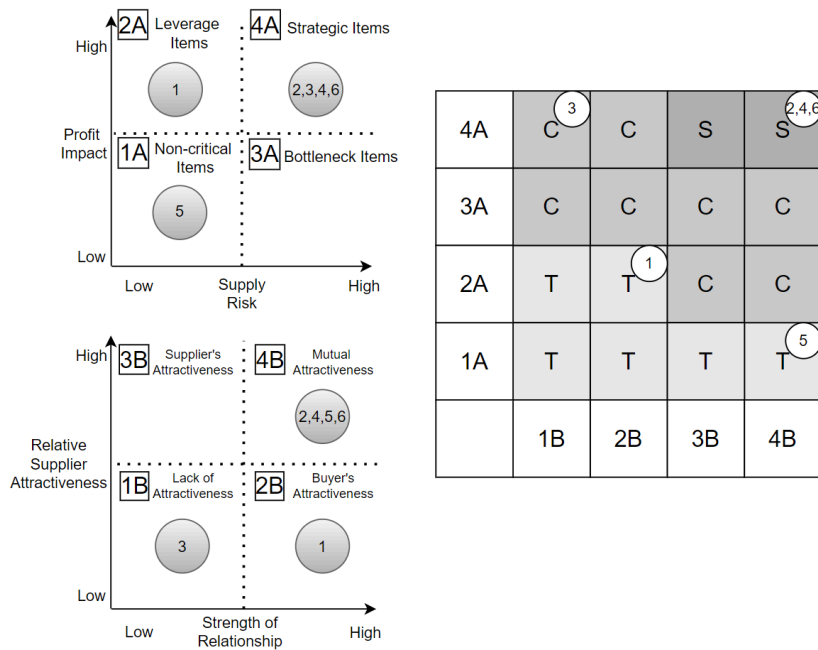 2A
Leverage
Items
4A
Strategic Items
High
1
2,3,4,6
Profit
Impact
1A
Non-critical
Items
3A
Bottleneck Items
5
Low
Low
Supply
Risk
High
High
3B
Supplier's
Attractiveness
4B
Mutual
Attractiveness
2,4,5,6
Relative
Supplier
Attractiveness
1B
Lack of
Attractiveness
2B
Buyer's
Attractiveness
3
1
Low
Low
Strength of
Relationship
High
4A C 3 C S S 2,4,6
3A C C C C
2A T T 1 C C
1A T T T T 5
1B 2B 3B 4B